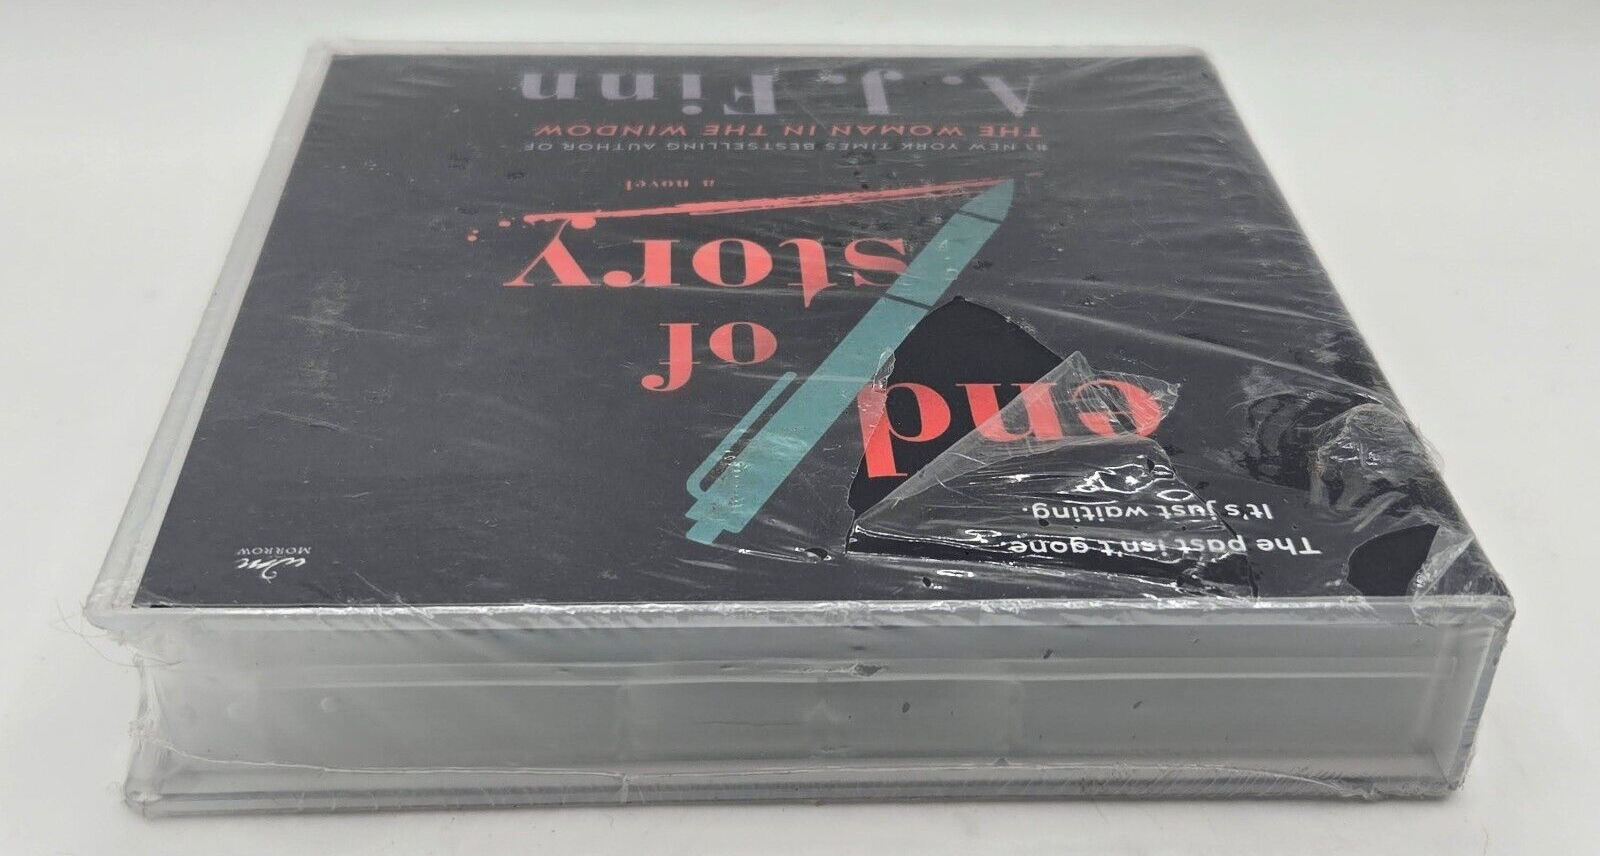 The past isn't gone.
It's just waiting.
end
of
story
a novel
#1 NEW YORK TIMES BESTSELLING AUTHOR OF
THE WOMAN IN THE WINDOW
A. J. Finn
wm
MORROW